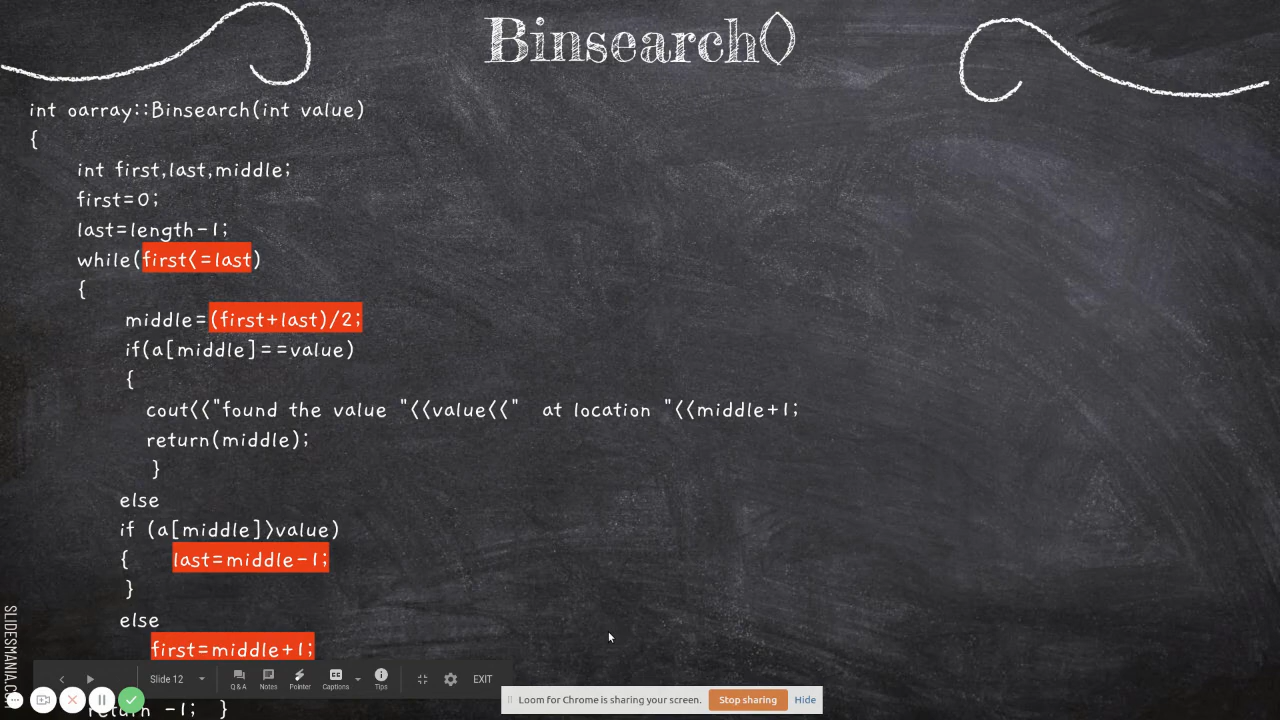 Binsearch()
int oarray::Binsearch(int value)
{
int first,last,middle;
first=0;
last=length-1;
while(first<=last)
{
middle=(first+last)/2;
if(a[middle]==value)
{
cout<<"found the value "<<value<<" at location "<<middle+1;
return(middle);
}
else
if (a[middle]>value)
{ last=middle-1;
}
else
first=middle+1;
return -1; }
SLIDESMANIA.CO
Slide 12
Q&A
Notes
Pointer
Captions
Tips
EXIT
Loom for Chrome is sharing your screen.
Stop sharing
Hide